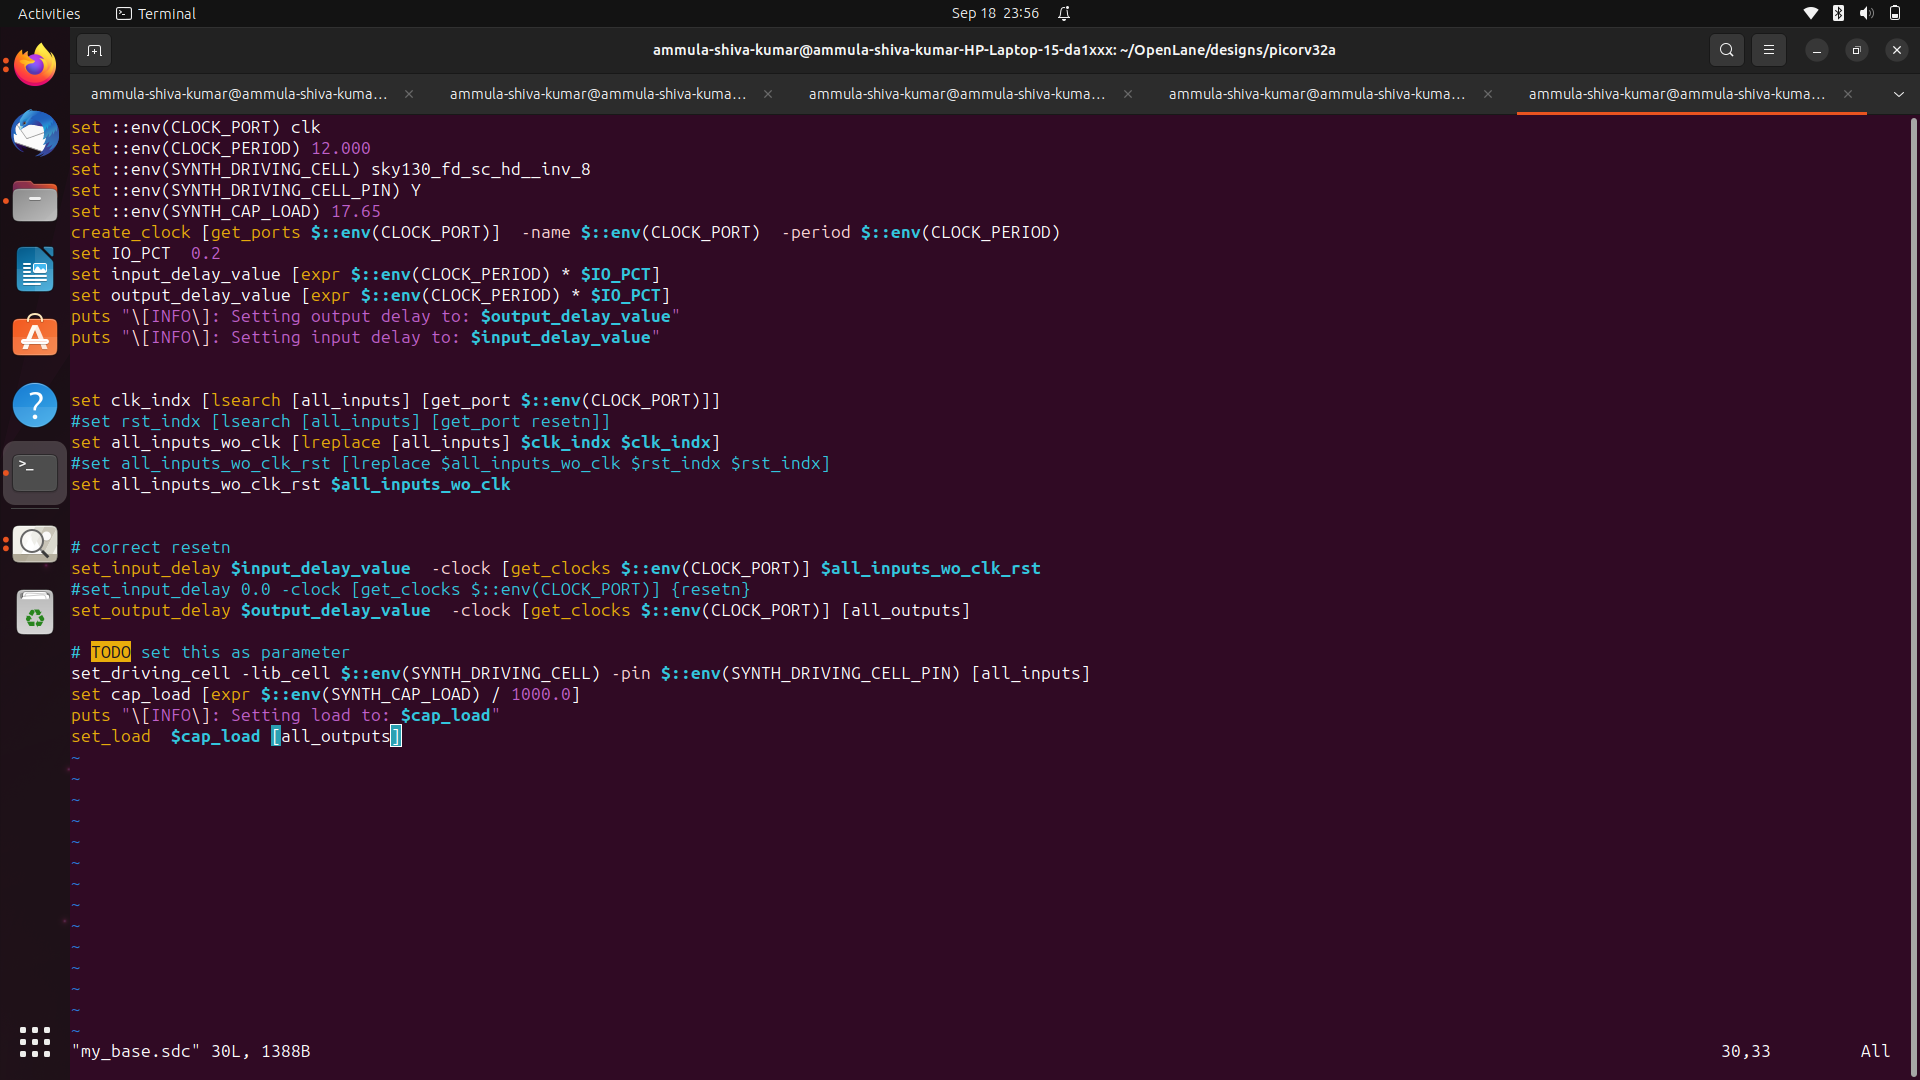 Activities Terminal Sep 18 23:56
ammula-shiva-kumar@ammula-shiva-kumar-HP-Laptop-15-da1xxx: ~/OpenLane/designs/picorv32a
ammula-shiva-kumar@ammula-shiva-kuma... ammula-shiva-kumar@ammula-shiva-kuma... ammula-shiva-kumar@ammula-shiva-kuma... ammula-shiva-kumar@ammula-shiva-kuma... ammula-shiva-kumar@ammula-shiva-kuma...
set ::env(CLOCK_PORT) clk
set ::env(CLOCK_PERIOD) 12.000
set ::env(SYNTH_DRIVING_CELL) sky130_fd_sc_hd__inv_8
set ::env(SYNTH_DRIVING_CELL_PIN) Y
set ::env(SYNTH_CAP_LOAD) 17.65
create_clock [get_ports $::env(CLOCK_PORT)]  -name $::env(CLOCK_PORT)  -period $::env(CLOCK_PERIOD)
set IO_PCT  0.2
set input_delay_value [expr $::env(CLOCK_PERIOD) * $IO_PCT]
set output_delay_value [expr $::env(CLOCK_PERIOD) * $IO_PCT]
puts "\[INFO\]: Setting output delay to: $output_delay_value"
puts "\[INFO\]: Setting input delay to: $input_delay_value"
set clk_indx [lsearch [all_inputs] [get_port $::env(CLOCK_PORT)]]
#set rst_indx [lsearch [all_inputs] [get_port resetn]]
set all_inputs_wo_clk [lreplace [all_inputs] $clk_indx $clk_indx]
#set all_inputs_wo_clk_rst [lreplace $all_inputs_wo_clk $rst_indx $rst_indx]
set all_inputs_wo_clk_rst $all_inputs_wo_clk
# correct resetn
set_input_delay $input_delay_value  -clock [get_clocks $::env(CLOCK_PORT)] $all_inputs_wo_clk_rst
#set_input_delay 0.0 -clock [get_clocks $::env(CLOCK_PORT)] {resetn}
set_output_delay $output_delay_value  -clock [get_clocks $::env(CLOCK_PORT)] [all_outputs]
# TODO set this as parameter
set_driving_cell -lib_cell $::env(SYNTH_DRIVING_CELL) -pin $::env(SYNTH_DRIVING_CELL_PIN) [all_inputs]
set cap_load [expr $::env(SYNTH_CAP_LOAD) / 1000.0]
puts "\[INFO\]: Setting load to: $cap_load"
set_load  $cap_load [all_outputs]
~
~
~
~
~
~
~
~
~
~
~
~
~
~
"my_base.sdc" 30L, 1388B 30,33 All